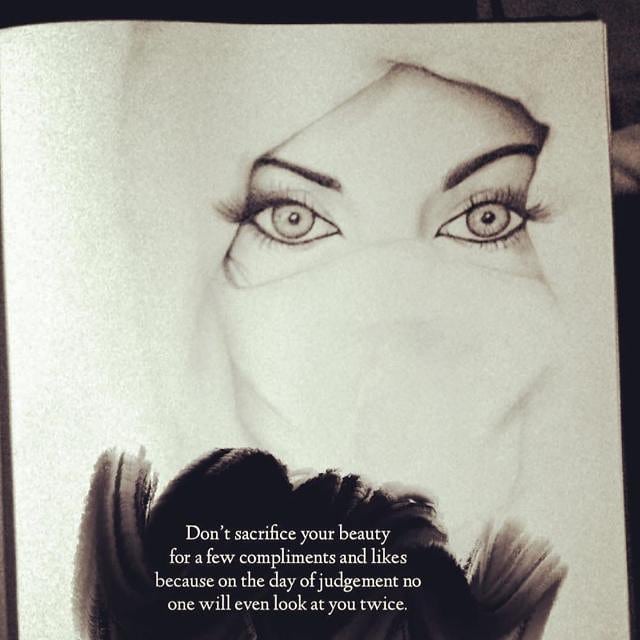 Don't sacrifice your beauty
for a few compliments and likes
because on the day of judgement no
one will even look at you twice.